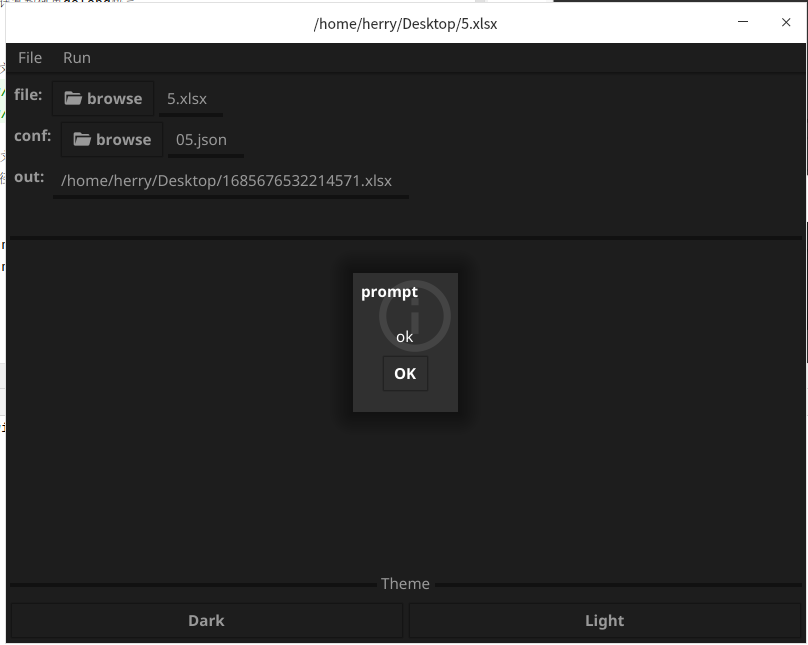 /home/herry/Desktop/5.xlsx
File Run
file: browse 5.xlsx
conf: browse 05.json
out: /home/herry/Desktop/1685676532214571.xlsx
prompt
ok
OK
Theme
Dark Light